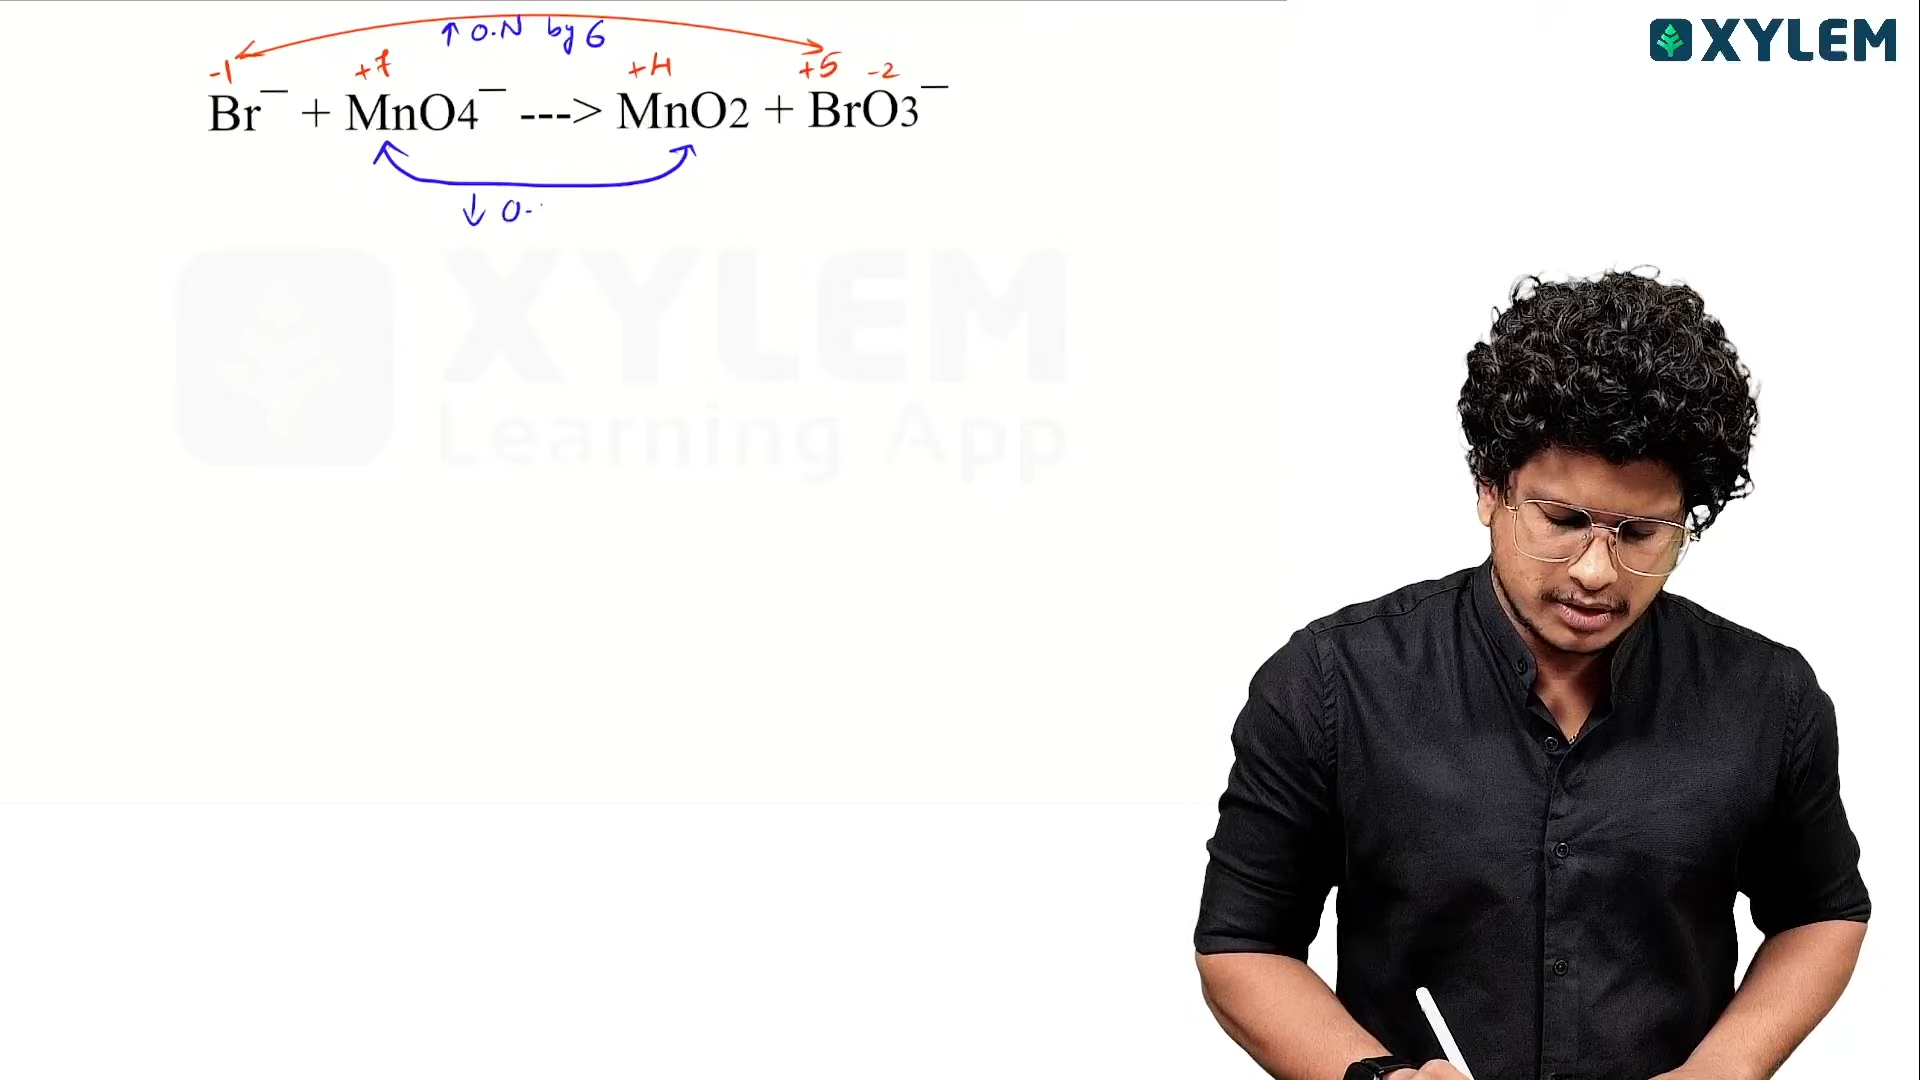 XYLEM
↑ O.N by 6
-1 +7 +4 +5 -2
Br⁻ + MnO4⁻ ---> MnO2 + BrO3⁻
↓ O.
XYLEM
Learning App